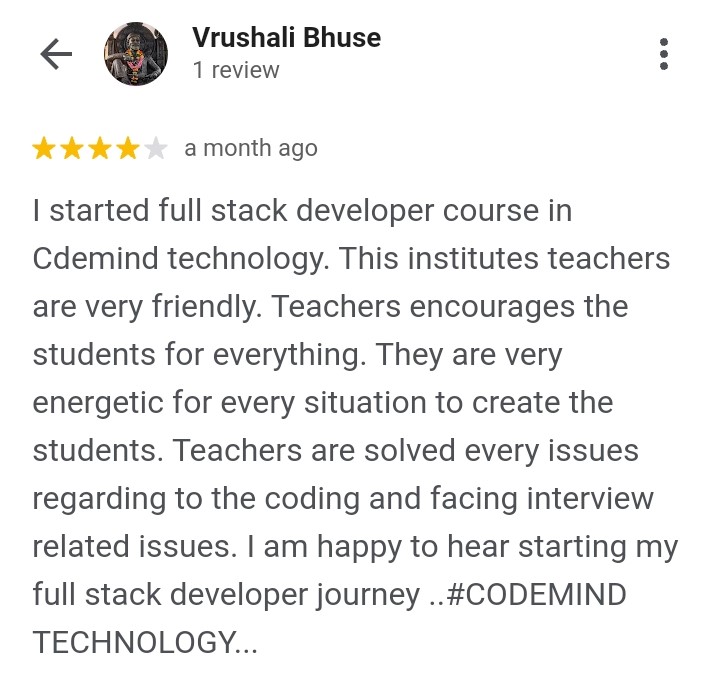 Vrushali Bhuse
1 review
a month ago
I started full stack developer course in
Cdemind technology. This institutes teachers
are very friendly. Teachers encourages the
students for everything. They are very
energetic for every situation to create the
students. Teachers are solved every issues
regarding to the coding and facing interview
related issues. I am happy to hear starting my
full stack developer journey ..#CODEMIND
TECHNOLOGY...